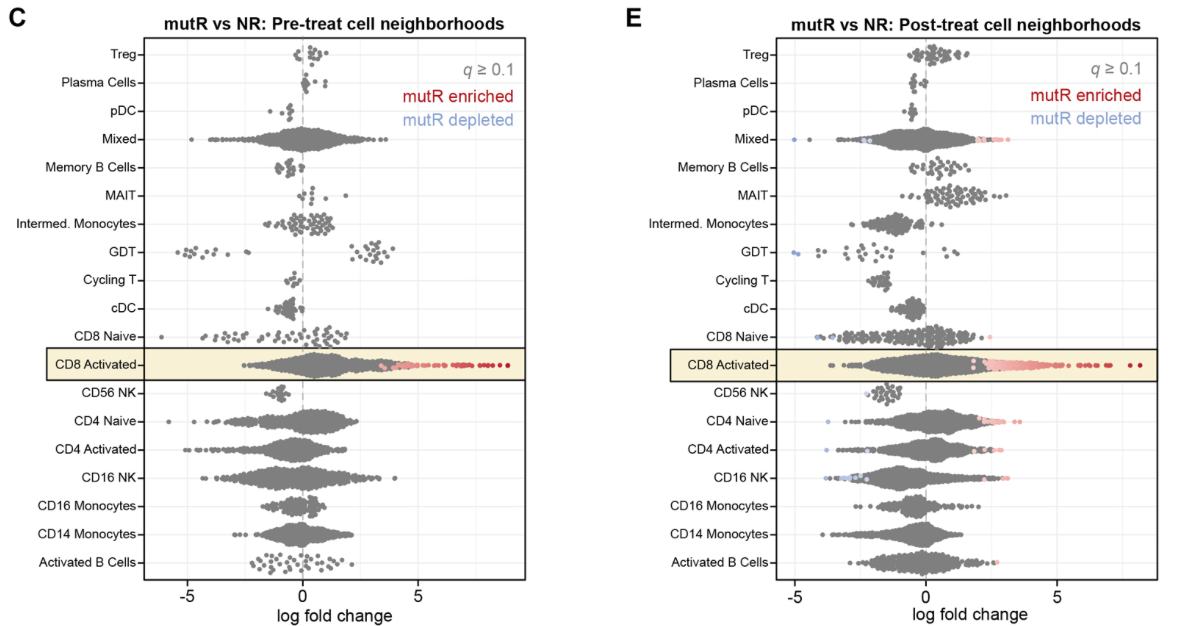 C
mutR vs NR: Pre-treat cell neighborhoods
q ≥ 0.1
mutR enriched
mutR depleted
Treg
Plasma Cells
pDC
Mixed
Memory B Cells
MAIT
Intermed. Monocytes
GDT
Cycling T
cDC
CD8 Naive
CD8 Activated
CD56 NK
CD4 Naive
CD4 Activated
CD16 NK
CD16 Monocytes
CD14 Monocytes
Activated B Cells
-5 0 5
log fold change
E
mutR vs NR: Post-treat cell neighborhoods
q ≥ 0.1
mutR enriched
mutR depleted
Treg
Plasma Cells
pDC
Mixed
Memory B Cells
MAIT
Intermed. Monocytes
GDT
Cycling T
cDC
CD8 Naive
CD8 Activated
CD56 NK
CD4 Naive
CD4 Activated
CD16 NK
CD16 Monocytes
CD14 Monocytes
Activated B Cells
-5 0 5
log fold change